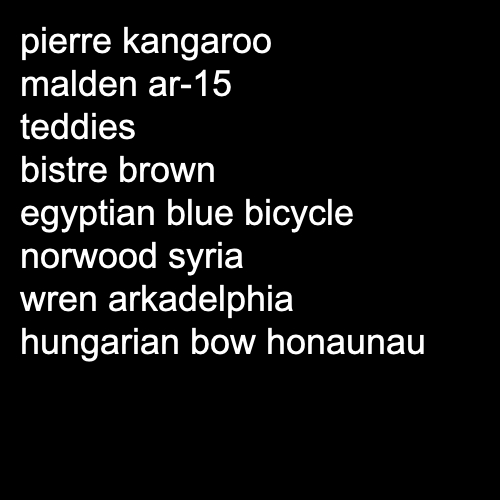 pierre kangaroo
malden ar-15
teddies
bistre brown
egyptian blue bicycle
norwood syria
wren arkadelphia
hungarian bow honaunau